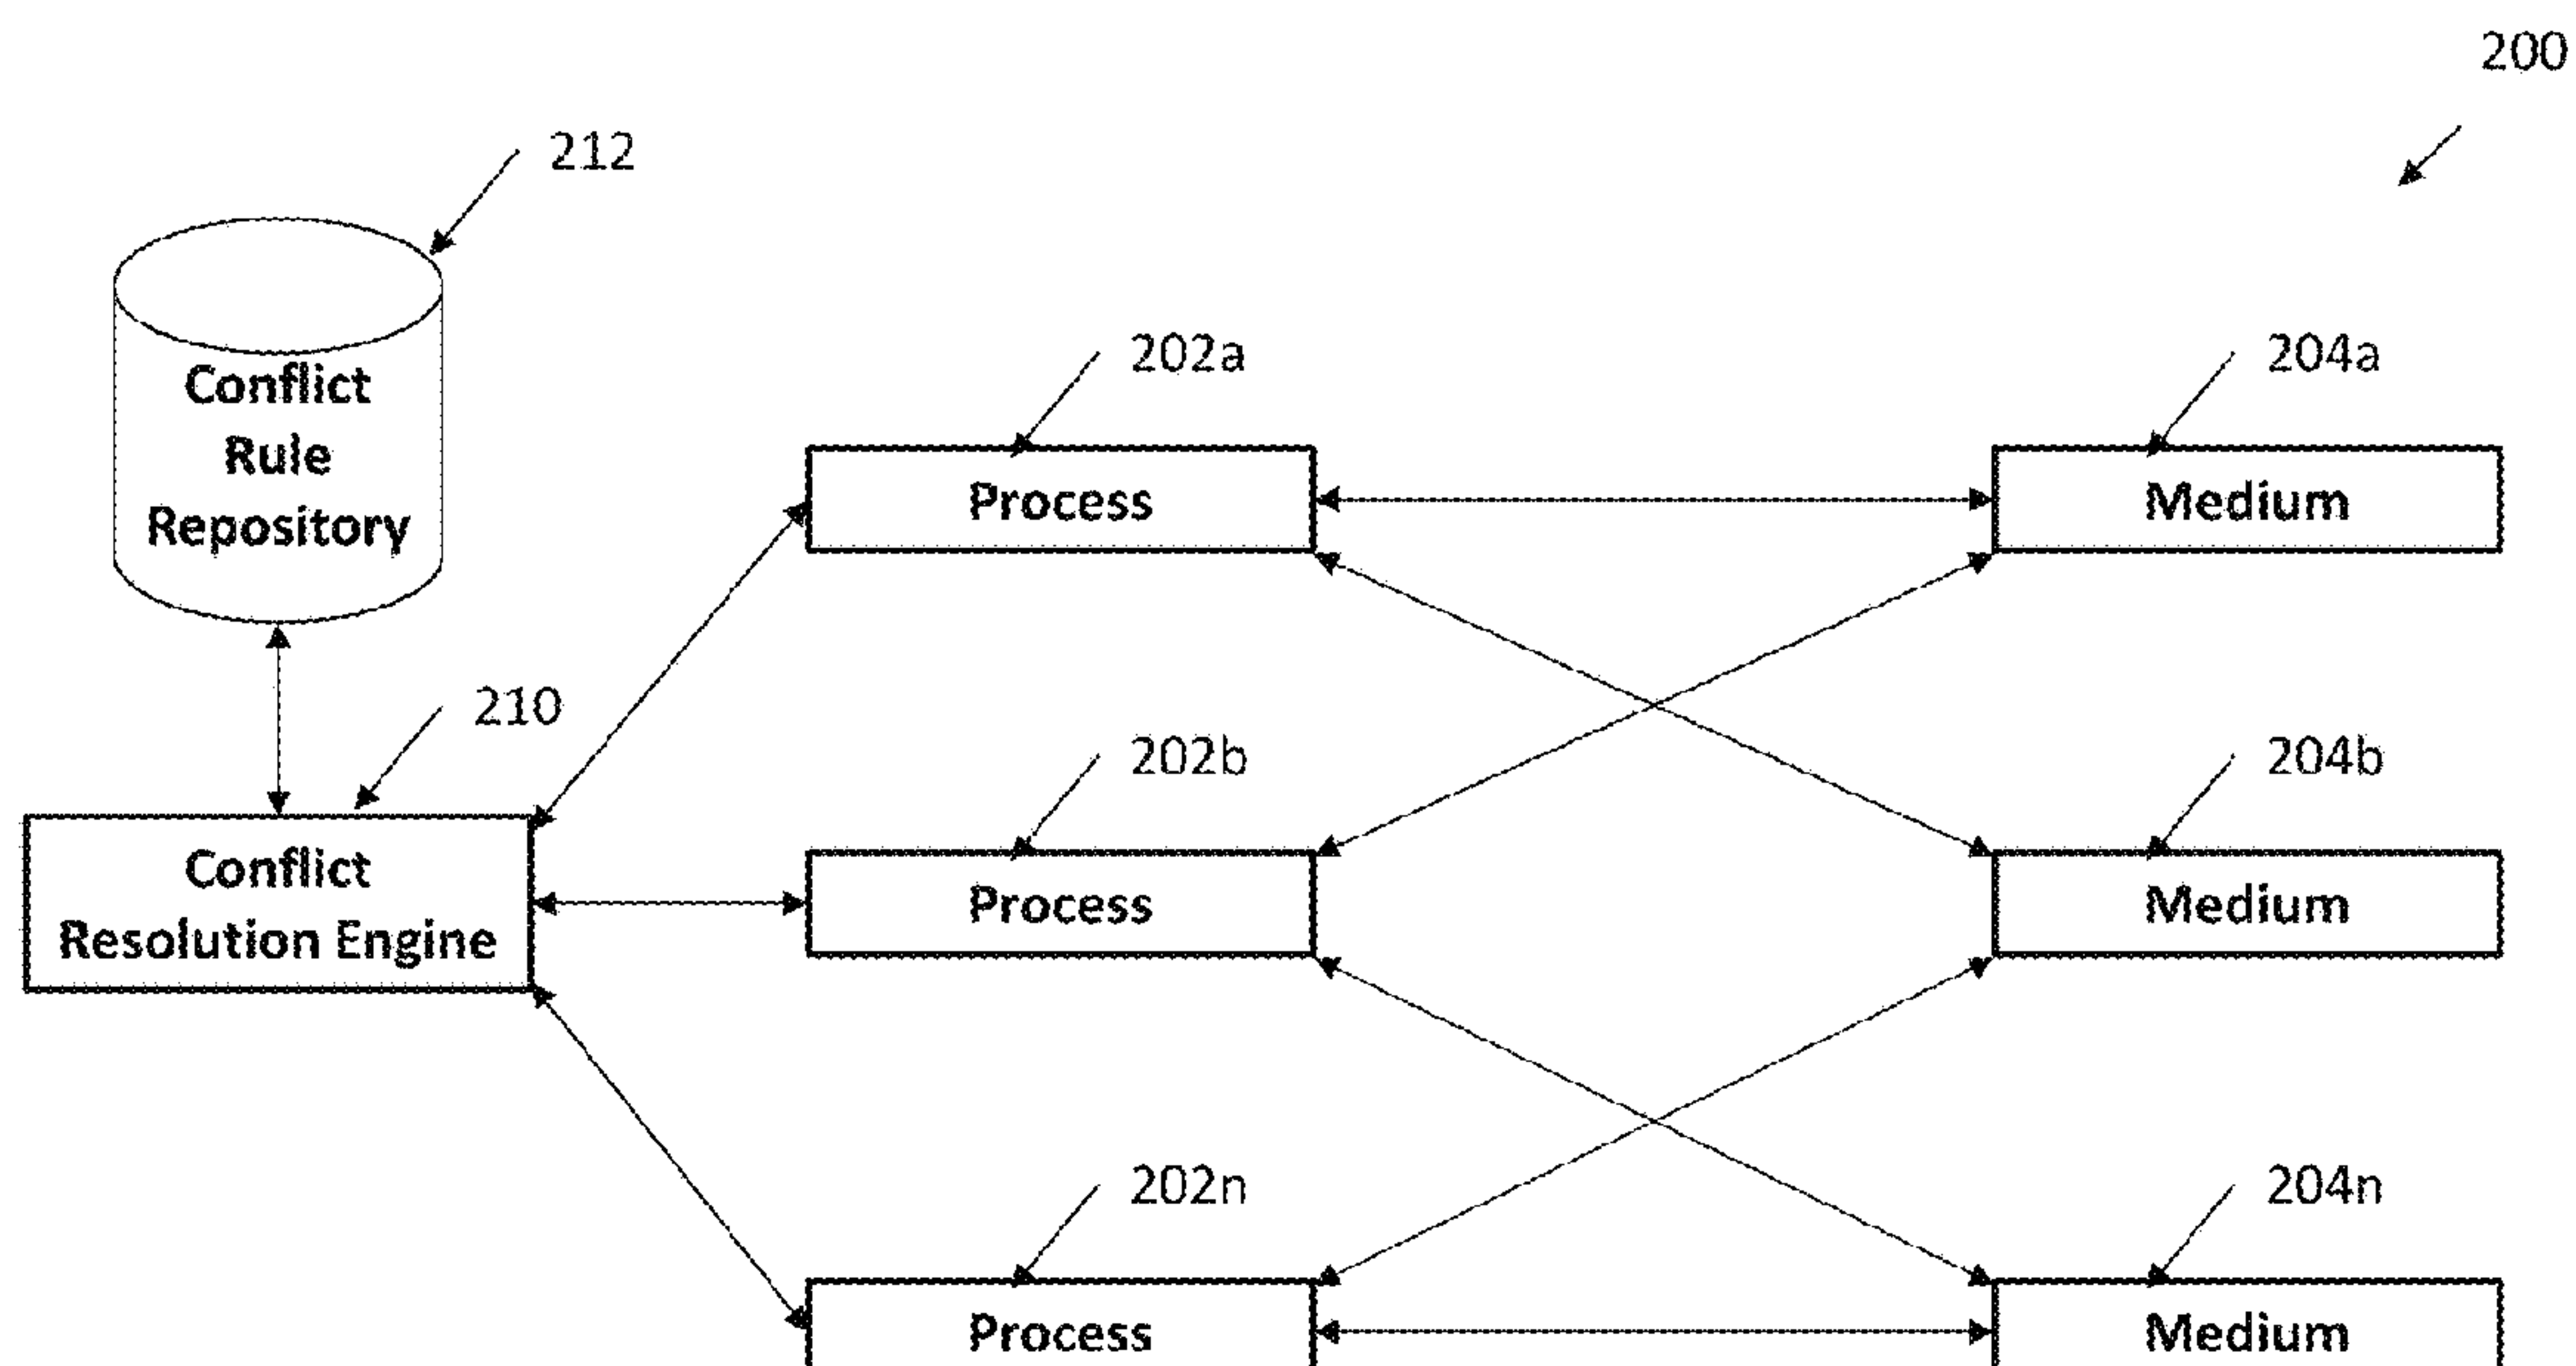 200
212
Conflict
Rule
Repository
202a
204a
Process
Medium
210
202b
204b
Conflict
Resolution Engine
Process
Medium
202n
204n
Process
Medium